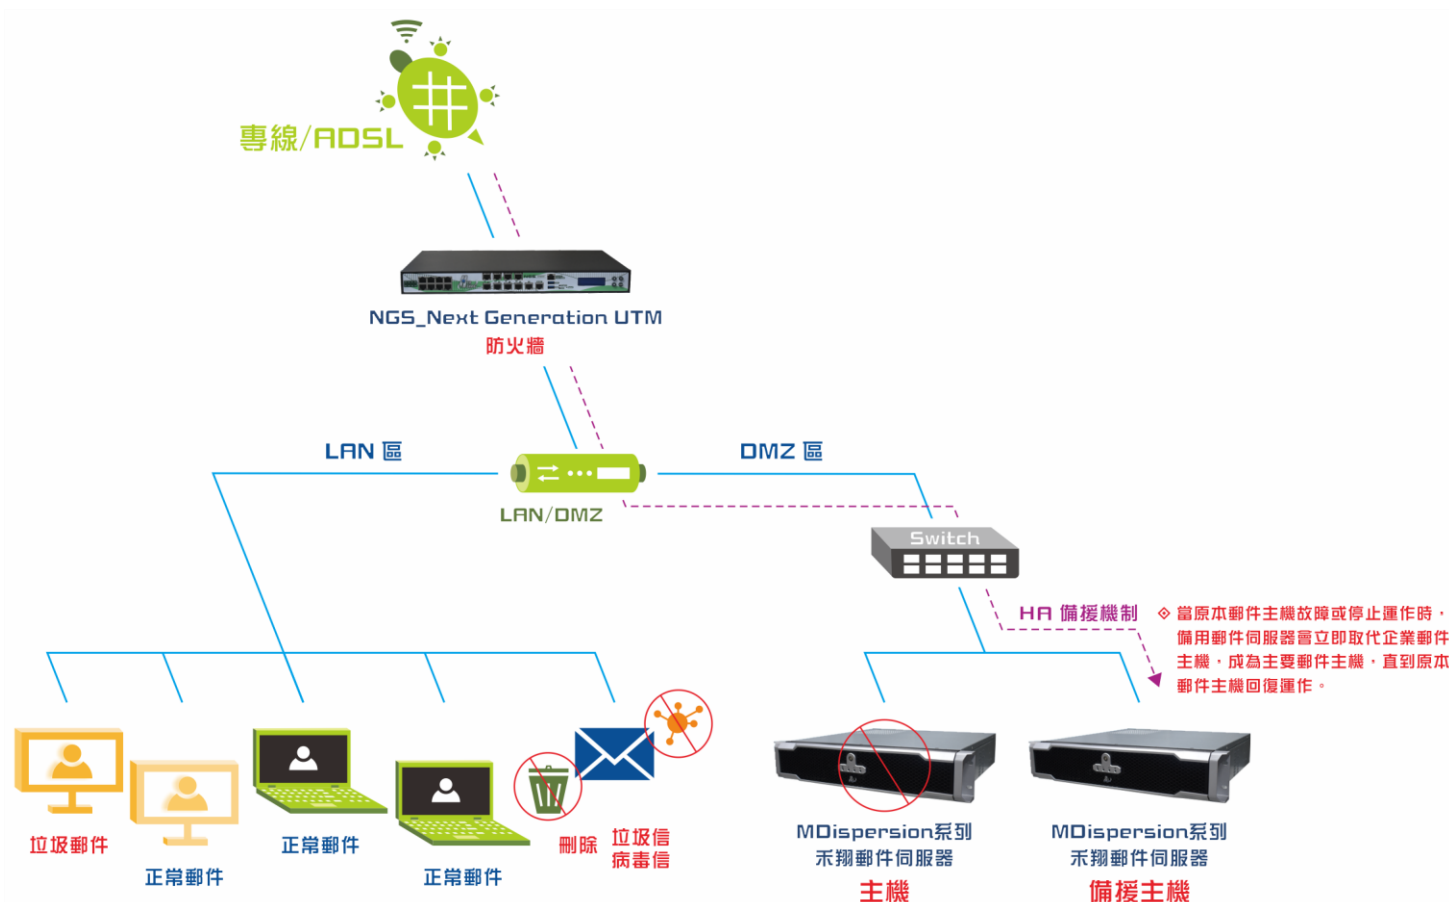 專線/ADSL
NGS_Next Generation UTM
防火牆
LAN 區
DMZ 區
LAN/DMZ
Switch
HA 備援機制
當原本郵件主機故障或停止運作時，
備用郵件伺服器會立即取代企業郵件
主機，成為主要郵件主機，直到原本
郵件主機回復運作。
垃圾郵件
正常郵件
正常郵件
正常郵件
刪除
垃圾信
病毒信
MDispersion系列
禾翔郵件伺服器
主機
MDispersion系列
禾翔郵件伺服器
備援主機